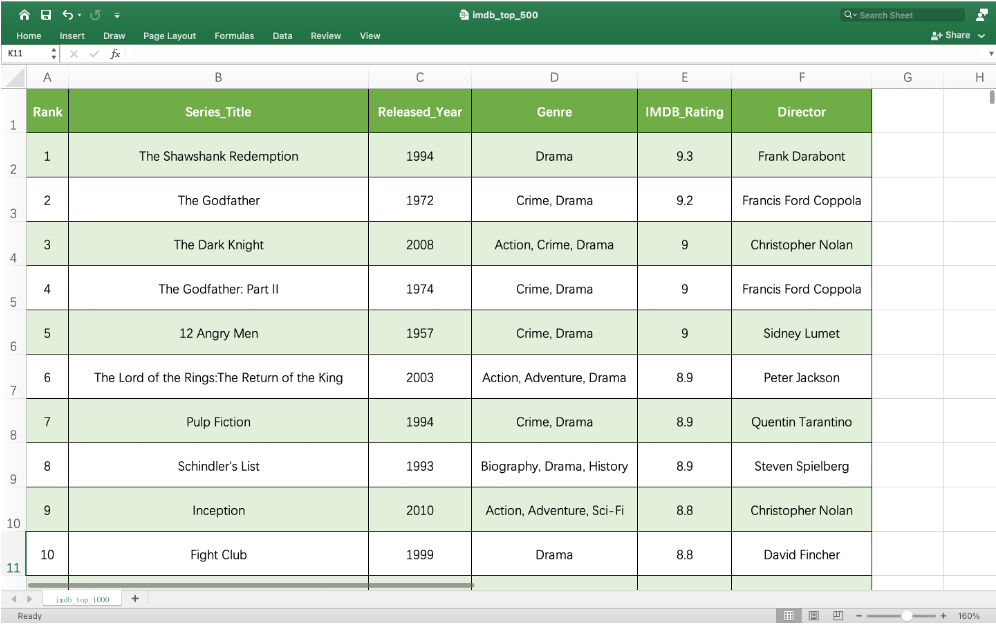 imdb_top_500
Search Sheet
Home Insert Draw Page Layout Formulas Data Review View Share
K11 fx
A B C D E F G H
1 Rank Series_Title Released_Year Genre IMDB_Rating Director
2 1 The Shawshank Redemption 1994 Drama 9.3 Frank Darabont
3 2 The Godfather 1972 Crime, Drama 9.2 Francis Ford Coppola
4 3 The Dark Knight 2008 Action, Crime, Drama 9 Christopher Nolan
5 4 The Godfather: Part II 1974 Crime, Drama 9 Francis Ford Coppola
6 5 12 Angry Men 1957 Crime, Drama 9 Sidney Lumet
7 6 The Lord of the Rings:The Return of the King 2003 Action, Adventure, Drama 8.9 Peter Jackson
8 7 Pulp Fiction 1994 Crime, Drama 8.9 Quentin Tarantino
9 8 Schindler's List 1993 Biography, Drama, History 8.9 Steven Spielberg
10 9 Inception 2010 Action, Adventure, Sci-Fi 8.8 Christopher Nolan
11 10 Fight Club 1999 Drama 8.8 David Fincher
imdb_top_1000 +
Ready − + 160%